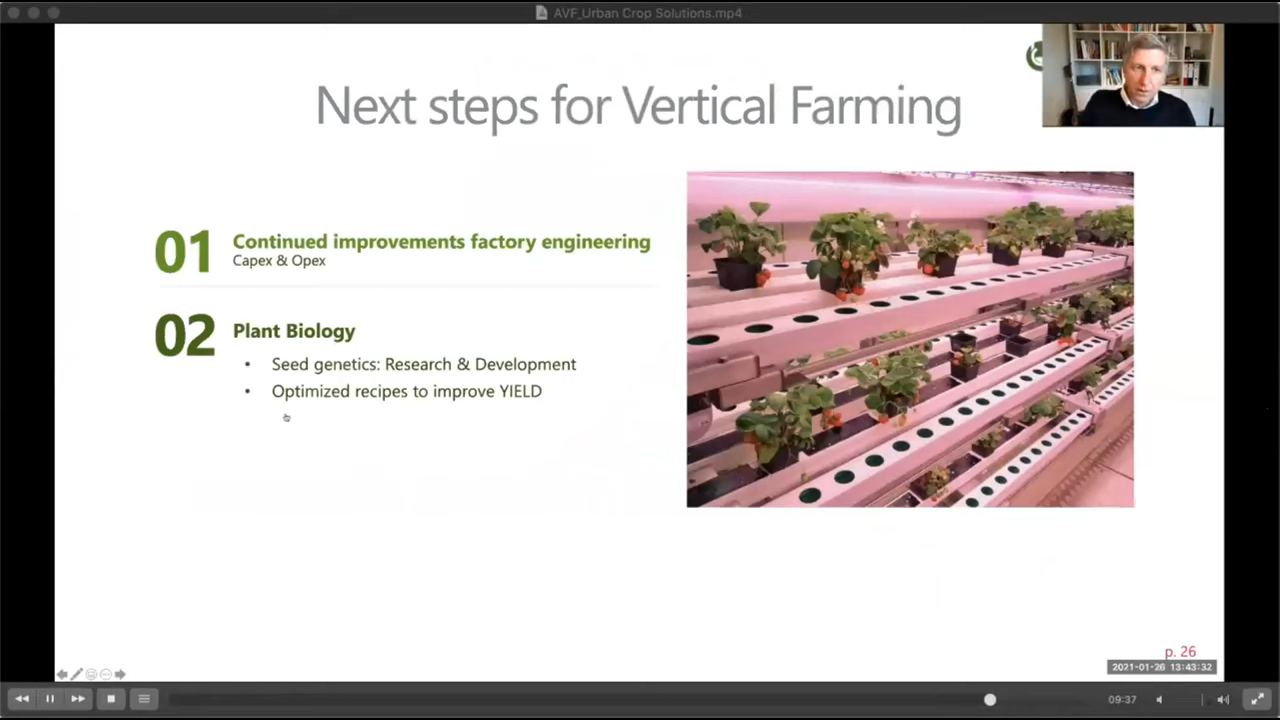 AVF_Urban Crop Solutions.mp4
Next steps for Vertical Farming
01 Continued improvements factory engineering
Capex & Opex
02 Plant Biology
• Seed genetics: Research & Development
• Optimized recipes to improve YIELD
p. 26
2021-01-26 13:43:32
09:37